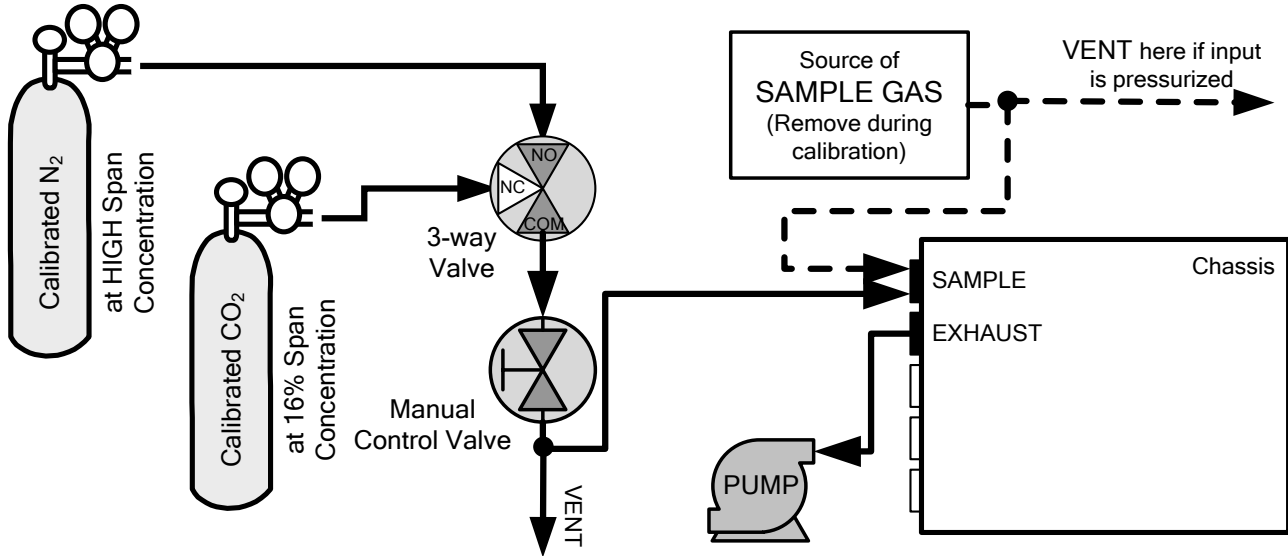 Calibrated N₂
at HIGH Span
Concentration
Calibrated CO₂
at 16% Span
Concentration
NO
NC
COM
3-way
Valve
Manual
Control Valve
VENT
Source of
SAMPLE GAS
(Remove during
calibration)
VENT here if input
is pressurized
Chassis
SAMPLE
EXHAUST
PUMP